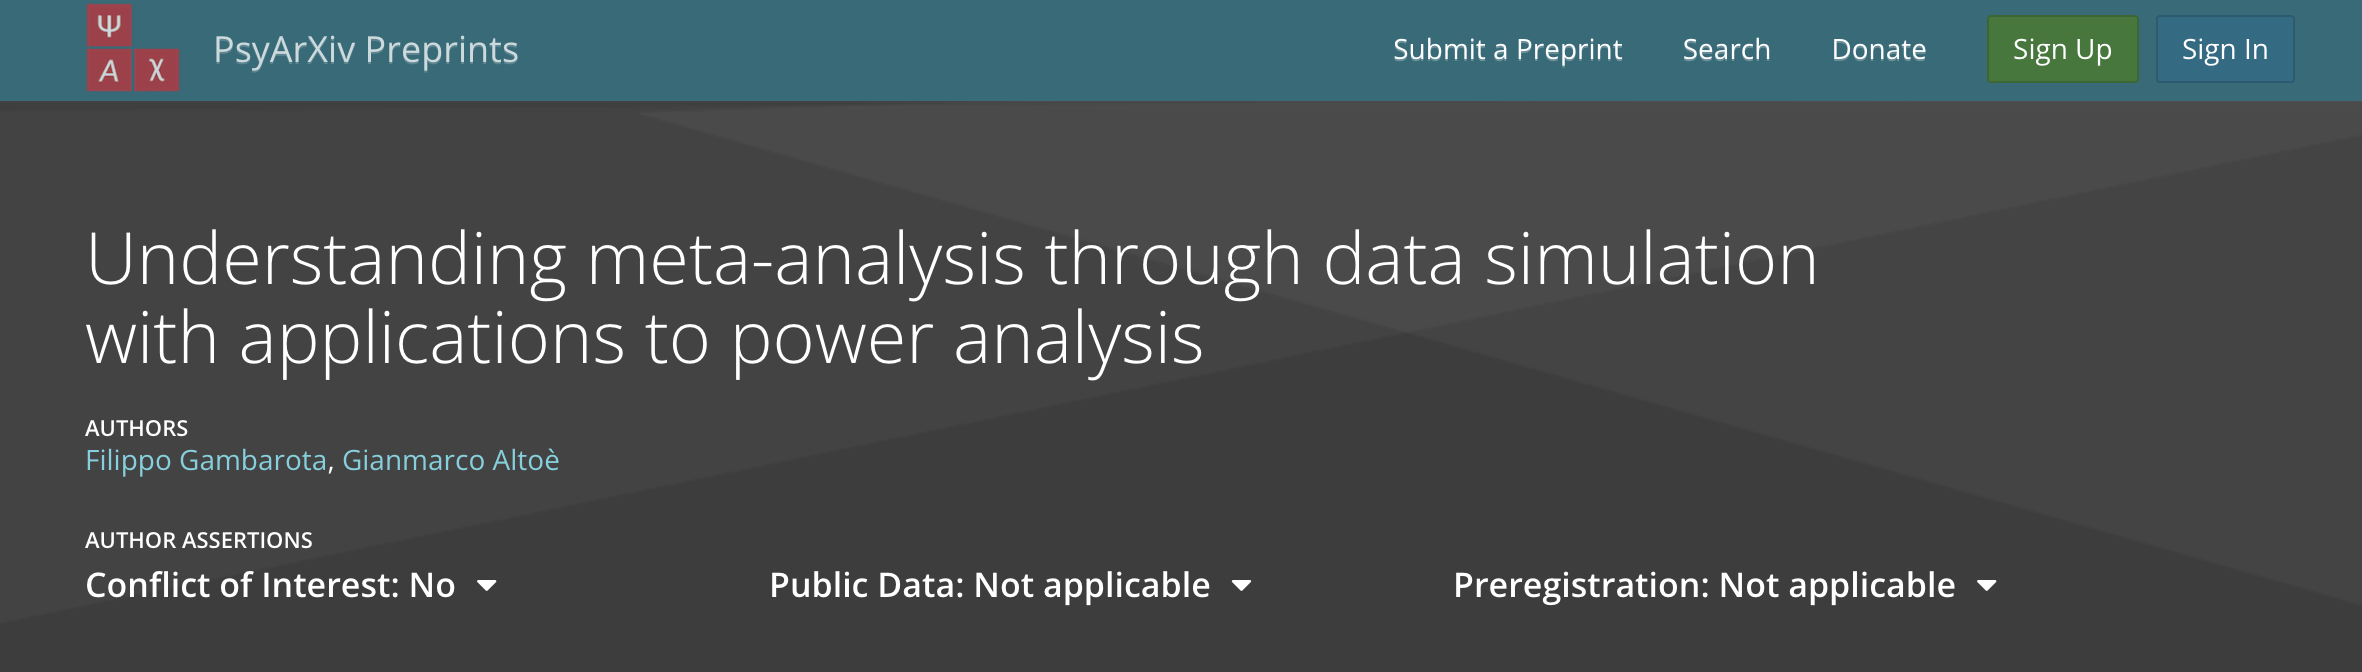 Ψ
A χ
PsyArXiv Preprints
Submit a Preprint
Search
Donate
Sign Up
Sign In
Understanding meta-analysis through data simulation
with applications to power analysis
AUTHORS
Filippo Gambarota, Gianmarco Altoè
AUTHOR ASSERTIONS
Conflict of Interest: No
Public Data: Not applicable
Preregistration: Not applicable